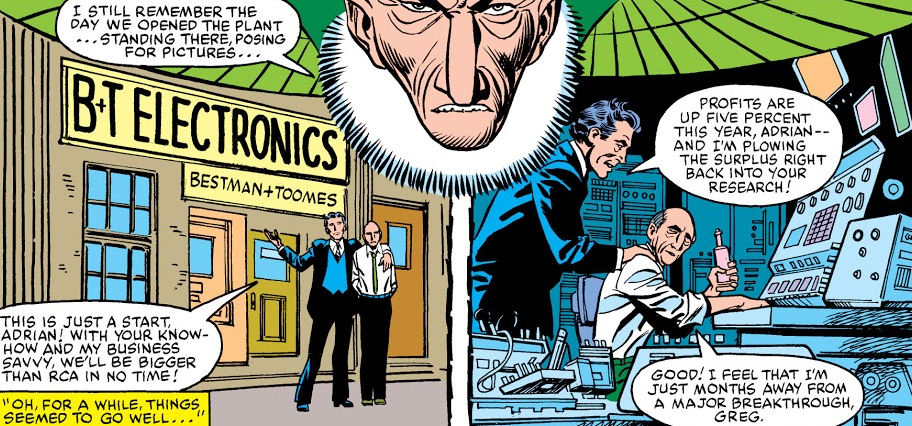 I STILL REMEMBER THE
DAY WE OPENED THE PLANT
...STANDING THERE, POSING
FOR PICTURES...
B+T ELECTRONICS
BESTMAN+TOOMES
THIS IS JUST A START,
ADRIAN! WITH YOUR KNOW-
HOW AND MY BUSINESS
SAVVY, WE'LL BE BIGGER
THAN RCA IN NO TIME!
"OH, FOR A WHILE, THINGS
SEEMED TO GO WELL..."
PROFITS ARE
UP FIVE PERCENT
THIS YEAR, ADRIAN--
AND I'M PLOWING
THE SURPLUS RIGHT
BACK INTO YOUR
RESEARCH!
GOOD! I FEEL THAT I'M
JUST MONTHS AWAY FROM
A MAJOR BREAKTHROUGH,
GREG.